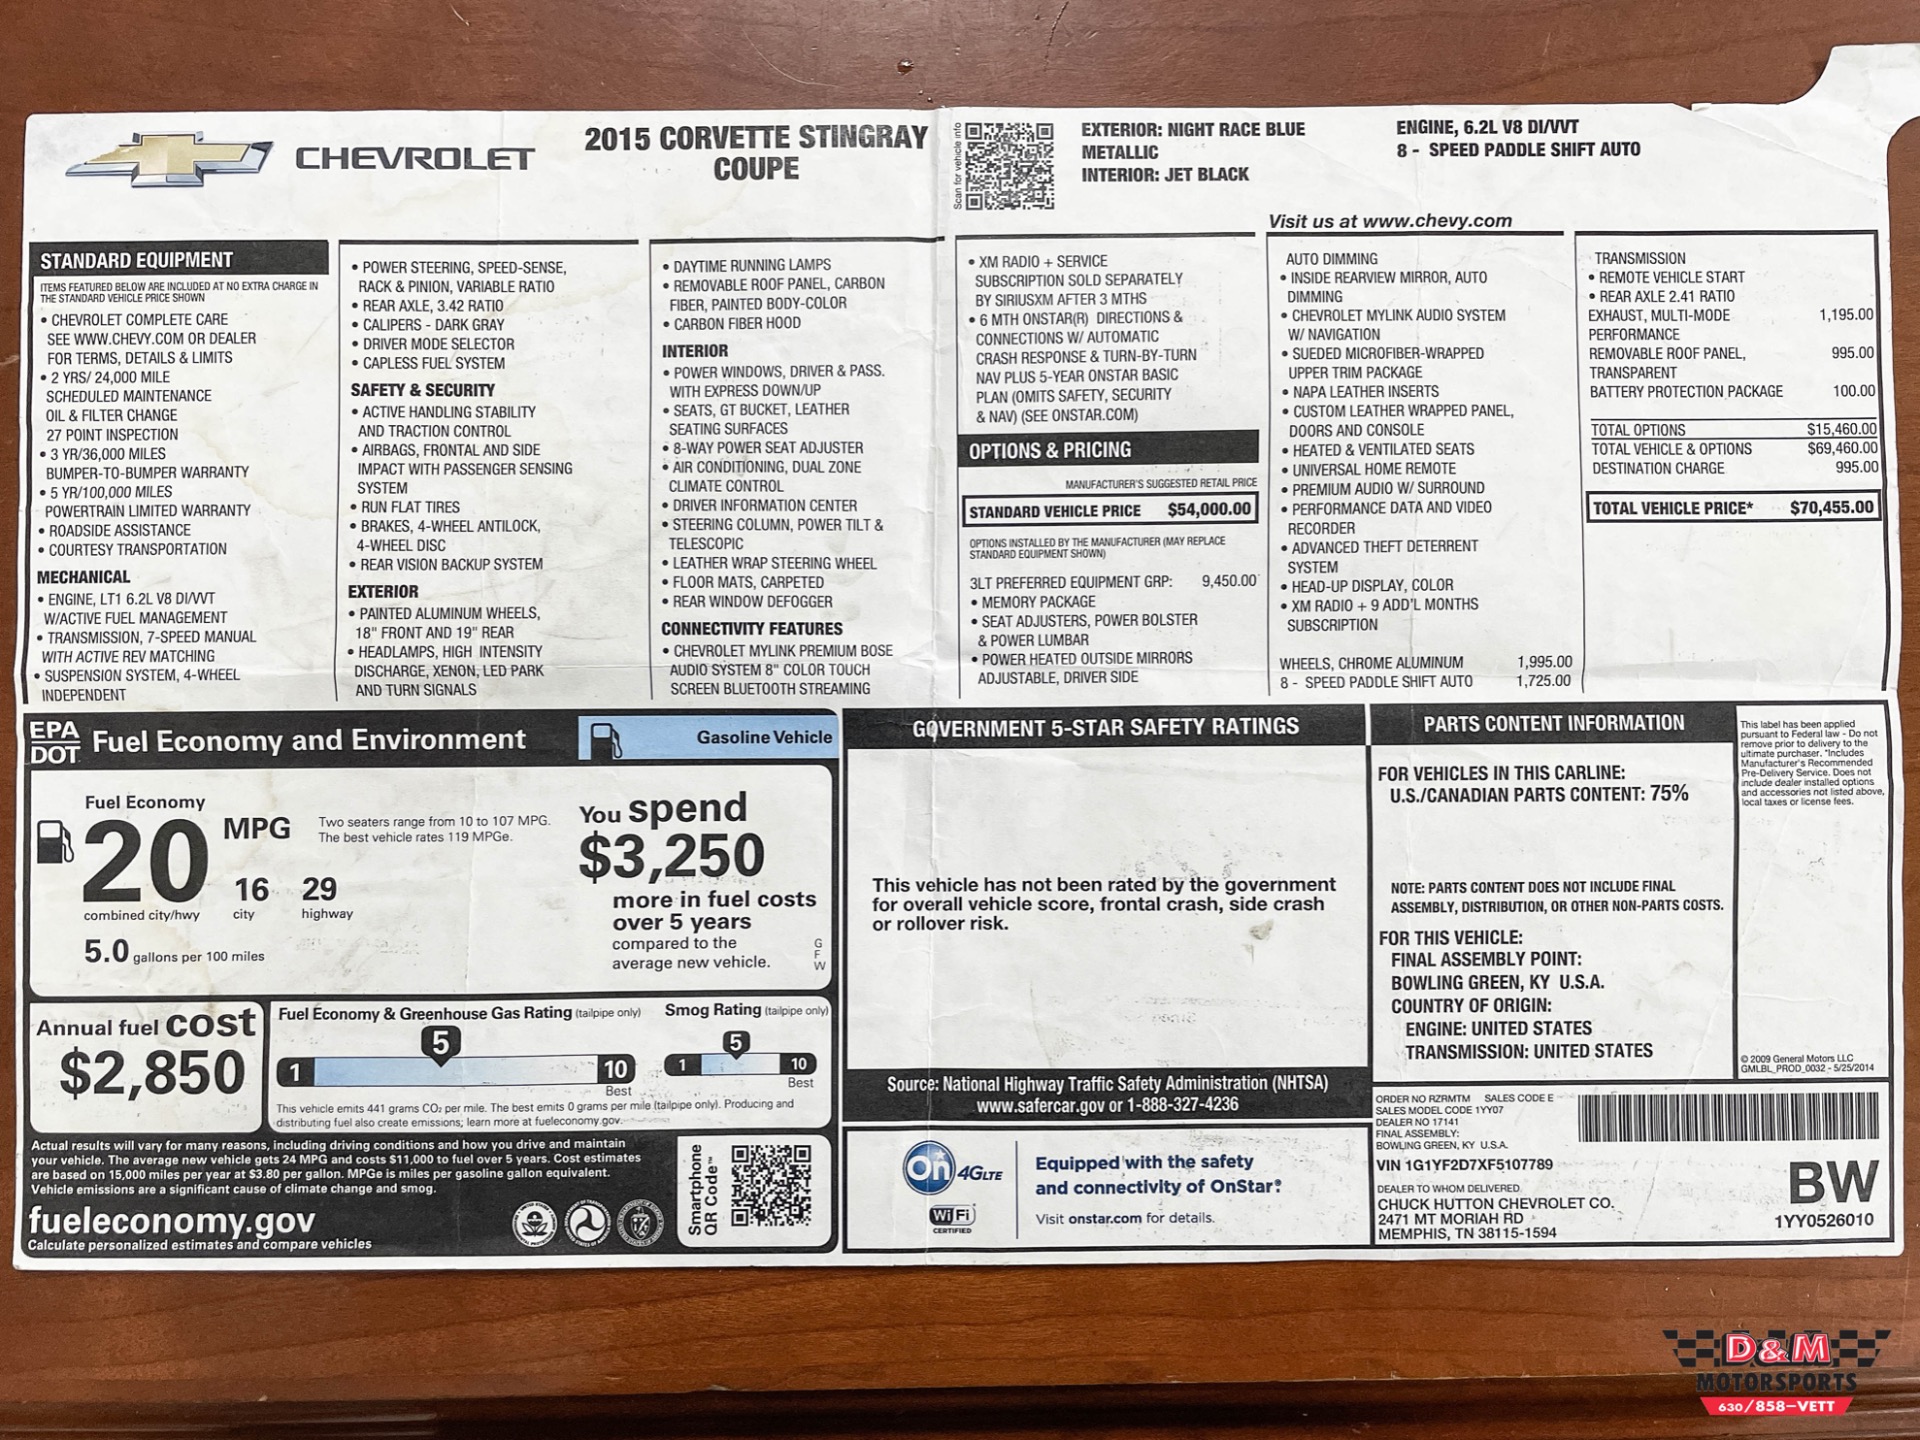 CHEVROLET
2015 CORVETTE STINGRAY
COUPE
Scan for vehicle info
EXTERIOR: NIGHT RACE BLUE
METALLIC
INTERIOR: JET BLACK
ENGINE, 6.2L V8 DI/VVT
8 - SPEED PADDLE SHIFT AUTO
Visit us at www.chevy.com
STANDARD EQUIPMENT
ITEMS FEATURED BELOW ARE INCLUDED AT NO EXTRA CHARGE IN
THE STANDARD VEHICLE PRICE SHOWN
• CHEVROLET COMPLETE CARE
SEE WWW.CHEVY.COM OR DEALER
FOR TERMS, DETAILS & LIMITS
• 2 YRS/ 24,000 MILE
SCHEDULED MAINTENANCE
OIL & FILTER CHANGE
27 POINT INSPECTION
• 3 YR/36,000 MILES
BUMPER-TO-BUMPER WARRANTY
• 5 YR/100,000 MILES
POWERTRAIN LIMITED WARRANTY
• ROADSIDE ASSISTANCE
• COURTESY TRANSPORTATION
MECHANICAL
• ENGINE, LT1 6.2L V8 DI/VVT
W/ACTIVE FUEL MANAGEMENT
• TRANSMISSION, 7-SPEED MANUAL
WITH ACTIVE REV MATCHING
• SUSPENSION SYSTEM, 4-WHEEL
INDEPENDENT
• POWER STEERING, SPEED-SENSE,
RACK & PINION, VARIABLE RATIO
• REAR AXLE, 3.42 RATIO
• CALIPERS - DARK GRAY
• DRIVER MODE SELECTOR
• CAPLESS FUEL SYSTEM
SAFETY & SECURITY
• ACTIVE HANDLING STABILITY
AND TRACTION CONTROL
• AIRBAGS, FRONTAL AND SIDE
IMPACT WITH PASSENGER SENSING
SYSTEM
• RUN FLAT TIRES
• BRAKES, 4-WHEEL ANTILOCK,
4-WHEEL DISC
• REAR VISION BACKUP SYSTEM
EXTERIOR
• PAINTED ALUMINUM WHEELS,
18" FRONT AND 19" REAR
• HEADLAMPS, HIGH INTENSITY
DISCHARGE, XENON, LED PARK
AND TURN SIGNALS
• DAYTIME RUNNING LAMPS
• REMOVABLE ROOF PANEL, CARBON
FIBER, PAINTED BODY-COLOR
• CARBON FIBER HOOD
INTERIOR
• POWER WINDOWS, DRIVER & PASS.
WITH EXPRESS DOWN/UP
• SEATS, GT BUCKET, LEATHER
SEATING SURFACES
• 8-WAY POWER SEAT ADJUSTER
• AIR CONDITIONING, DUAL ZONE
CLIMATE CONTROL
• DRIVER INFORMATION CENTER
• STEERING COLUMN, POWER TILT &
TELESCOPIC
• LEATHER WRAP STEERING WHEEL
• FLOOR MATS, CARPETED
• REAR WINDOW DEFOGGER
CONNECTIVITY FEATURES
• CHEVROLET MYLINK PREMIUM BOSE
AUDIO SYSTEM 8" COLOR TOUCH
SCREEN BLUETOOTH STREAMING
• XM RADIO + SERVICE
SUBSCRIPTION SOLD SEPARATELY
BY SIRIUSXM AFTER 3 MTHS
• 6 MTH ONSTAR(R) DIRECTIONS &
CONNECTIONS W/ AUTOMATIC
CRASH RESPONSE & TURN-BY-TURN
NAV PLUS 5-YEAR ONSTAR BASIC
PLAN (OMITS SAFETY, SECURITY
& NAV) (SEE ONSTAR.COM)
OPTIONS & PRICING
MANUFACTURER'S SUGGESTED RETAIL PRICE
STANDARD VEHICLE PRICE $54,000.00
OPTIONS INSTALLED BY THE MANUFACTURER (MAY REPLACE
STANDARD EQUIPMENT SHOWN)
3LT PREFERRED EQUIPMENT GRP: 9,450.00
• MEMORY PACKAGE
• SEAT ADJUSTERS, POWER BOLSTER
& POWER LUMBAR
• POWER HEATED OUTSIDE MIRRORS
ADJUSTABLE, DRIVER SIDE
AUTO DIMMING
• INSIDE REARVIEW MIRROR, AUTO
DIMMING
• CHEVROLET MYLINK AUDIO SYSTEM
W/ NAVIGATION
• SUEDED MICROFIBER-WRAPPED
UPPER TRIM PACKAGE
• NAPA LEATHER INSERTS
• CUSTOM LEATHER WRAPPED PANEL,
DOORS AND CONSOLE
• HEATED & VENTILATED SEATS
• UNIVERSAL HOME REMOTE
• PREMIUM AUDIO W/ SURROUND
• PERFORMANCE DATA AND VIDEO
RECORDER
• ADVANCED THEFT DETERRENT
SYSTEM
• HEAD-UP DISPLAY, COLOR
• XM RADIO + 9 ADD'L MONTHS
SUBSCRIPTION
WHEELS, CHROME ALUMINUM 1,995.00
8 - SPEED PADDLE SHIFT AUTO 1,725.00
TRANSMISSION
• REMOTE VEHICLE START
• REAR AXLE 2.41 RATIO
EXHAUST, MULTI-MODE 1,195.00
PERFORMANCE
REMOVABLE ROOF PANEL, 995.00
TRANSPARENT
BATTERY PROTECTION PACKAGE 100.00
TOTAL OPTIONS $15,460.00
TOTAL VEHICLE & OPTIONS $69,460.00
DESTINATION CHARGE 995.00
TOTAL VEHICLE PRICE* $70,455.00
EPA
DOT
Fuel Economy and Environment
Gasoline Vehicle
Fuel Economy
20 MPG
combined city/hwy
16
city
29
highway
5.0 gallons per 100 miles
Two seaters range from 10 to 107 MPG.
The best vehicle rates 119 MPGe.
You spend
$3,250
more in fuel costs
over 5 years
compared to the
average new vehicle.
G
F
W
Annual fuel cost
$2,850
Fuel Economy & Greenhouse Gas Rating (tailpipe only)
5
1
10
Best
Smog Rating (tailpipe only)
5
1
10
Best
This vehicle emits 441 grams CO2 per mile. The best emits 0 grams per mile (tailpipe only). Producing and
distributing fuel also create emissions; learn more at fueleconomy.gov.
Actual results will vary for many reasons, including driving conditions and how you drive and maintain
your vehicle. The average new vehicle gets 24 MPG and costs $11,000 to fuel over 5 years. Cost estimates
are based on 15,000 miles per year at $3.80 per gallon. MPGe is miles per gasoline gallon equivalent.
Vehicle emissions are a significant cause of climate change and smog.
fueleconomy.gov
Calculate personalized estimates and compare vehicles
Smartphone
QR Code™
GOVERNMENT 5-STAR SAFETY RATINGS
This vehicle has not been rated by the government
for overall vehicle score, frontal crash, side crash
or rollover risk.
Source: National Highway Traffic Safety Administration (NHTSA)
www.safercar.gov or 1-888-327-4236
On 4GLTE
WiFi
CERTIFIED
Equipped with the safety
and connectivity of OnStar®
Visit onstar.com for details.
PARTS CONTENT INFORMATION
FOR VEHICLES IN THIS CARLINE:
U.S./CANADIAN PARTS CONTENT: 75%
NOTE: PARTS CONTENT DOES NOT INCLUDE FINAL
ASSEMBLY, DISTRIBUTION, OR OTHER NON-PARTS COSTS.
FOR THIS VEHICLE:
FINAL ASSEMBLY POINT:
BOWLING GREEN, KY U.S.A.
COUNTRY OF ORIGIN:
ENGINE: UNITED STATES
TRANSMISSION: UNITED STATES
This label has been applied
pursuant to Federal law - Do not
remove prior to delivery to the
ultimate purchaser. *Includes
Manufacturer's Recommended
Pre-Delivery Service. Does not
include dealer installed options
and accessories not listed above,
local taxes or license fees.
© 2009 General Motors LLC
GMLBL_PROD_0032 - 5/25/2014
ORDER NO RZRMTM SALES CODE E
SALES MODEL CODE 1YY07
DEALER NO 17141
FINAL ASSEMBLY:
BOWLING GREEN, KY U.S.A.
VIN 1G1YF2D7XF5107789
DEALER TO WHOM DELIVERED
CHUCK HUTTON CHEVROLET CO.
2471 MT MORIAH RD
MEMPHIS, TN 38115-1594
BW
1YY0526010
D&M
MOTORSPORTS
630/858-VETT